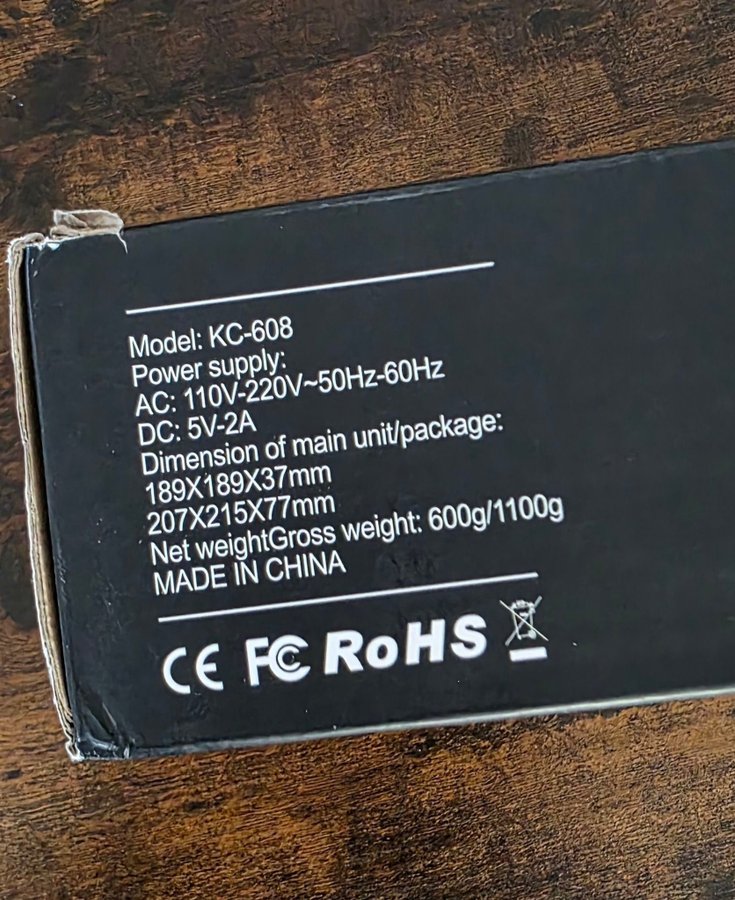 Model: KC-608
Power supply:
AC: 110V-220V~50Hz-60Hz
DC: 5V-2A
Dimension of main unit/package:
189X189X37mm
207X215X77mm
Net weightGross weight: 600g/1100g
MADE IN CHINA
CE FC RoHS